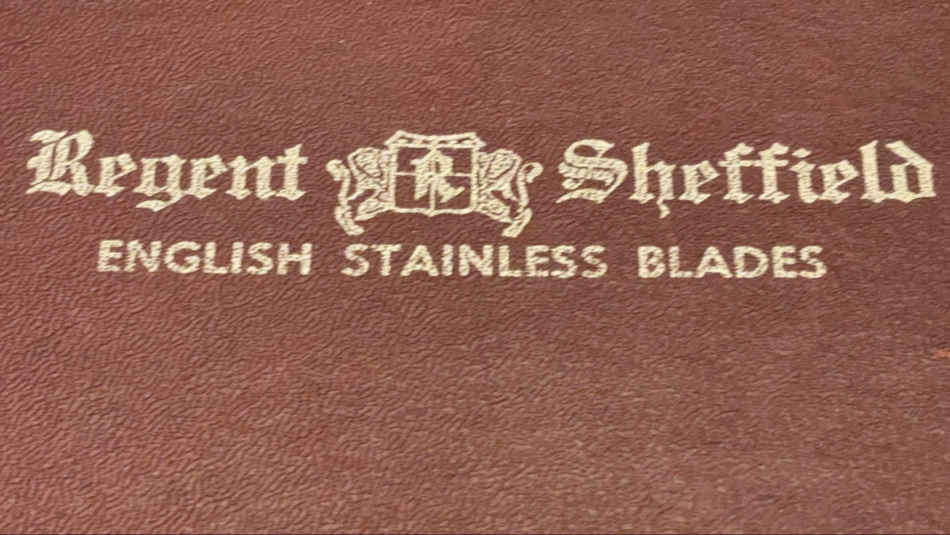 Regent R Sheffield
ENGLISH STAINLESS BLADES